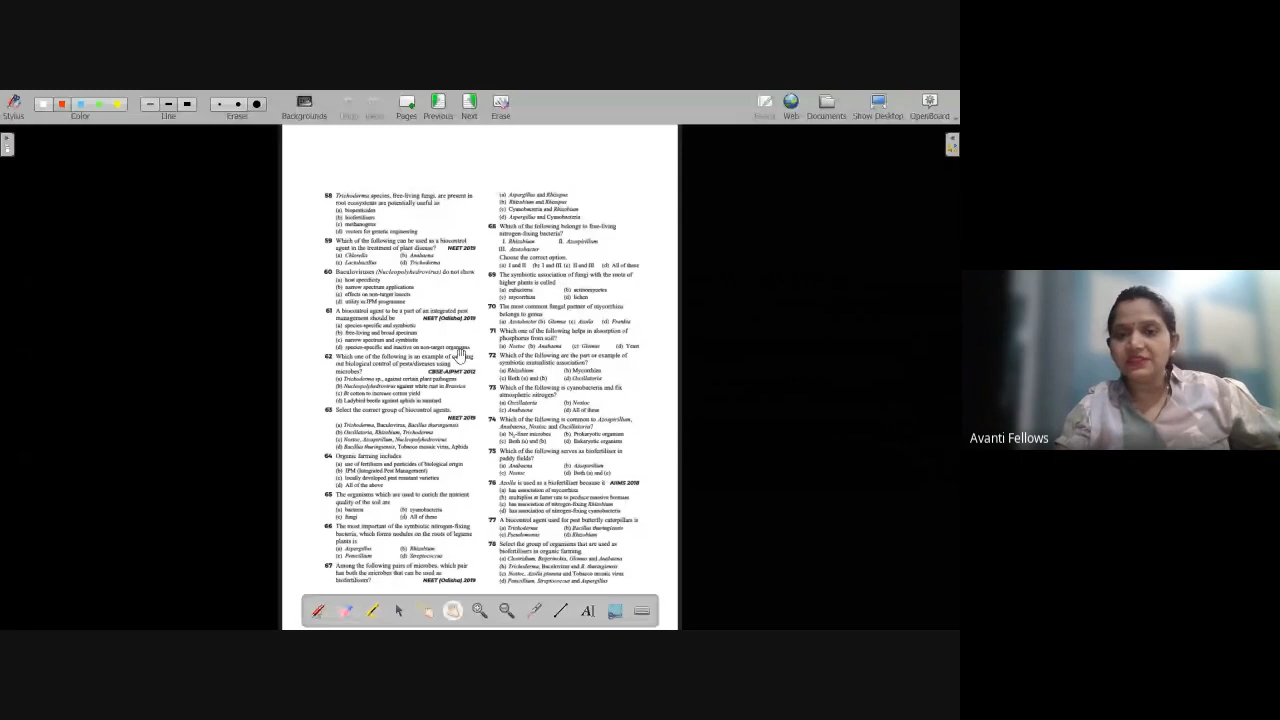 Stylus
Color
Line
Eraser
Backgrounds
Undo
Redo
Pages
Previous
Next
Erase
Board
Web
Documents
Show Desktop
OpenBoard
58 Trichoderma species, free-living fungi, are present in
root ecosystems are potentially useful as
(a) biopesticides
(b) biofertilisers
(c) methanogens
(d) vectors for genetic engineering
59 Which of the following can be used as a biocontrol
agent in the treatment of plant disease? NEET 2019
(a) Chlorella (b) Anabaena
(c) Lactobacillus (d) Trichoderma
60 Baculoviruses (Nucleopolyhedrovirus) do not show
(a) host specificity
(b) narrow spectrum applications
(c) effects on non-target insects
(d) utility in IPM programme
61 A biocontrol agent to be a part of an integrated pest
management should be NEET (Odisha) 2019
(a) species-specific and symbiotic
(b) free-living and broad spectrum
(c) narrow spectrum and symbiotic
(d) species-specific and inactive on non-target organisms
62 Which one of the following is an example of
out biological control of pests/diseases using
microbes? CBSE-AIPMT 2012
(a) Trichoderma sp., against certain plant pathogens
(b) Nucleopolyhedrovirus against white rust in Brassica
(c) Bt cotton to increase cotton yield
(d) Ladybird beetle against aphids in mustard
63 Select the correct group of biocontrol agents.
NEET 2019
(a) Trichoderma, Baculovirus, Bacillus thuringiensis
(b) Oscillatoria, Rhizobium, Trichoderma
(c) Nostoc, Azospirillum, Nucleopolyhedrovirus
(d) Bacillus thuringiensis, Tobacco mosaic virus, Aphids
64 Organic farming includes
(a) use of fertilizers and pesticides of biological origin
(b) IPM (Integrated Pest Management)
(c) locally developed pest resistant varieties
(d) All of the above
65 The organisms which are used to enrich the nutrient
quality of the soil are
(a) bacteria (b) cyanobacteria
(c) fungi (d) All of these
66 The most important of the symbiotic nitrogen-fixing
bacteria, which forms nodules on the roots of legume
plants is
(a) Aspergillus (b) Rhizobium
(c) Penicillium (d) Streptococcus
67 Among the following pairs of microbes, which pair
has both the microbes that can be used as
biofertilisers? NEET (Odisha) 2019
(a) Aspergillus and Rhizopus
(b) Rhizobium and Rhizopus
(c) Cyanobacteria and Rhizobium
(d) Aspergillus and Cyanobacteria
68 Which of the following belong to free-living
nitrogen-fixing bacteria?
I. Rhizobium II. Azospirillum
III. Azotobacter
Choose the correct option.
(a) I and II (b) I and III (c) II and III (d) All of these
69 The symbiotic association of fungi with the roots of
higher plants is called
(a) eubacteria (b) actinomycetes
(c) mycorrhiza (d) lichen
70 The most common fungal partner of mycorrhiza
belongs to genus
(a) Azotobacter (b) Glomus (c) Azolla (d) Frankia
71 Which one of the following helps in absorption of
phosphorus from soil?
(a) Nostoc (b) Anabaena (c) Glomus (d) Yeast
72 Which of the following are the part or example of
symbiotic mutualistic association?
(a) Rhizobium (b) Mycorrhiza
(c) Both (a) and (b) (d) Oscillatoria
73 Which of the following is cyanobacteria and fix
atmospheric nitrogen?
(a) Oscillatoria (b) Nostoc
(c) Anabaena (d) All of these
74 Which of the following is common to Azospirillum,
Anabaena, Nostoc and Oscillatoria?
(a) N2-fixer microbes (b) Prokaryotic organism
(c) Both (a) and (b) (d) Eukaryotic organism
75 Which of the following serves as biofertiliser in
paddy fields?
(a) Anabaena (b) Azospirillum
(c) Nostoc (d) Both (a) and (c)
76 Azolla is used as a biofertiliser because it AIIMS 2018
(a) has association of mycorrhiza
(b) multiplies at faster rate to produce massive biomass
(c) has association of nitrogen-fixing Rhizobium
(d) has association of nitrogen-fixing cyanobacteria
77 A biocontrol agent used for pest butterfly caterpillars is
(a) Trichoderma (b) Bacillus thuringiensis
(c) Pseudomonas (d) Rhizobium
78 Select the group of organisms that are used as
biofertilisers in organic farming
(a) Clostridium, Beijerinckia, Glomus and Anabaena
(b) Trichoderma, Baculovirus and B. thuringiensis
(c) Nostoc, Azolla pinnata and Tobacco mosaic virus
(d) Penicillium, Streptococcus and Aspergillus
Avanti Fellows